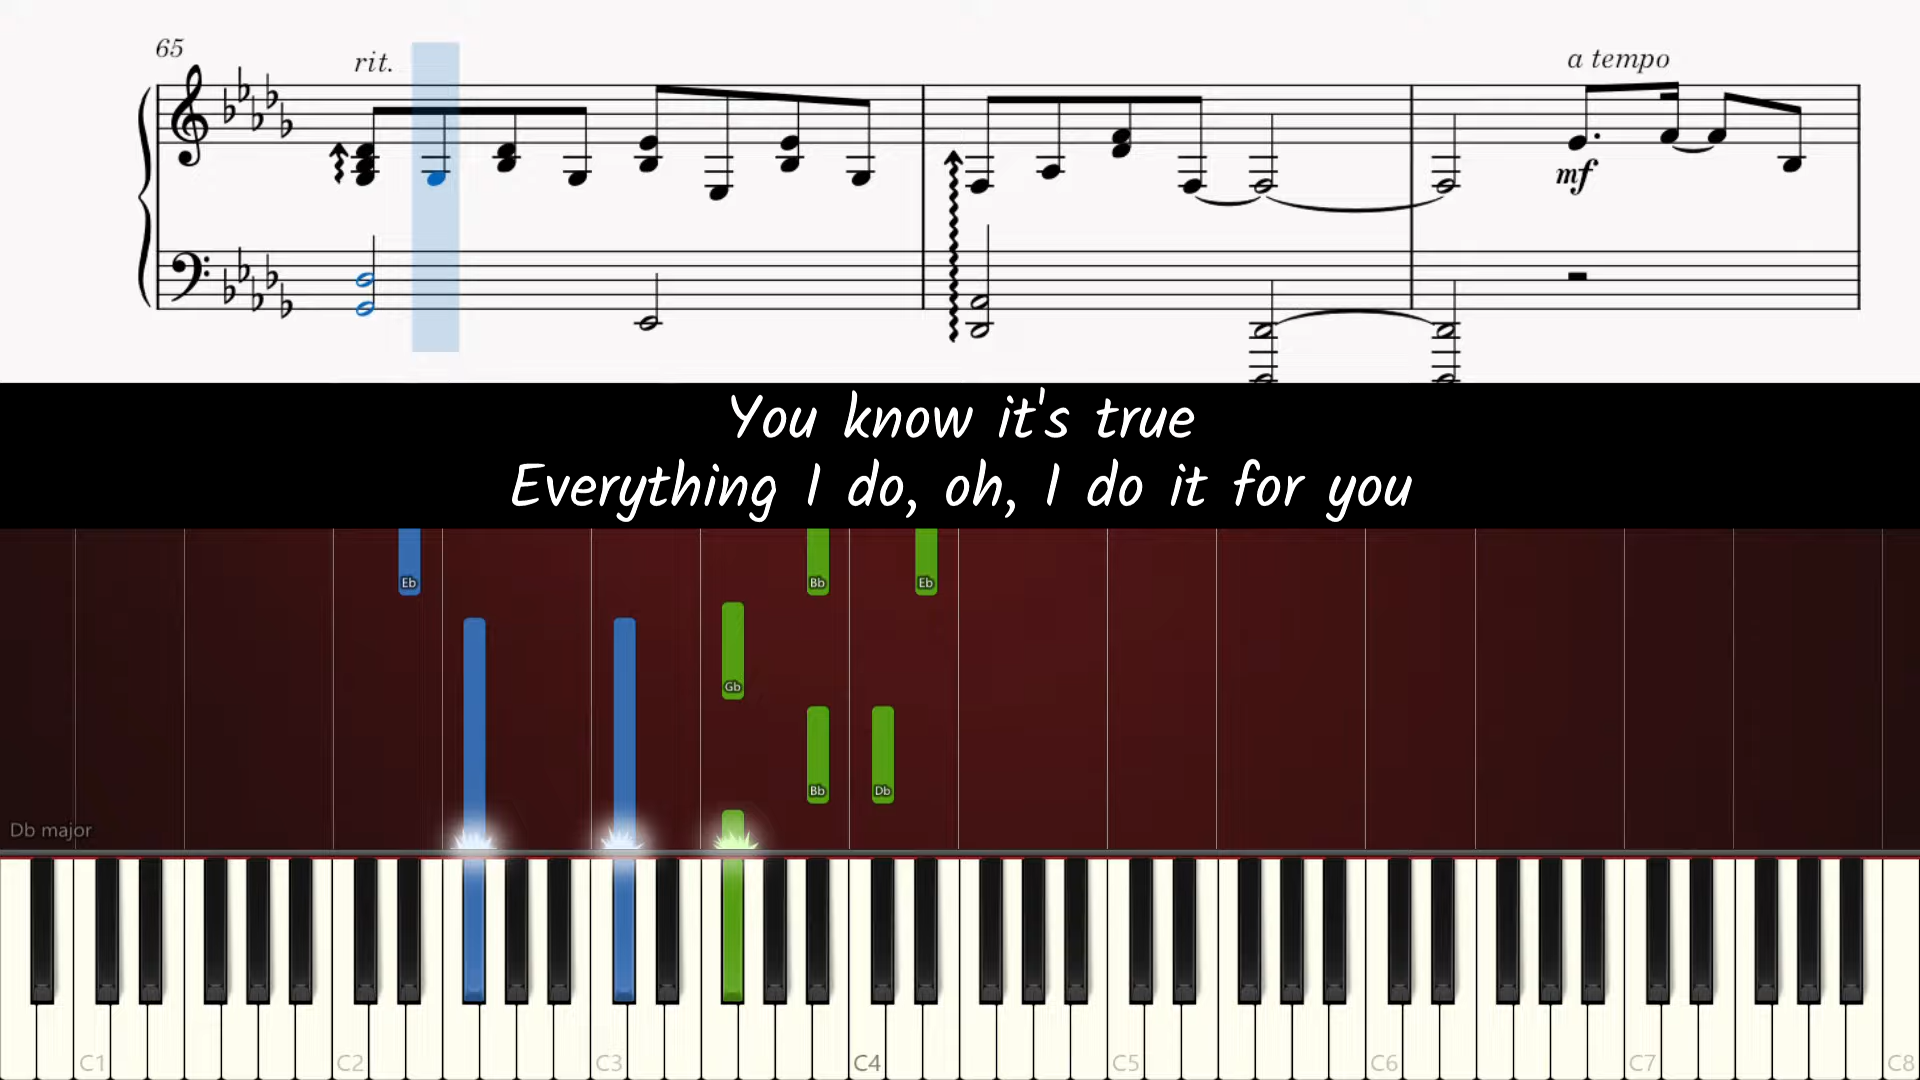 65
rit.
a tempo
mf
You know it's true
Everything I do, oh, I do it for you
Eb Bb Eb
Gb
Bb Db
Db major
C1 C2 C3 C4 C5 C6 C7 C8